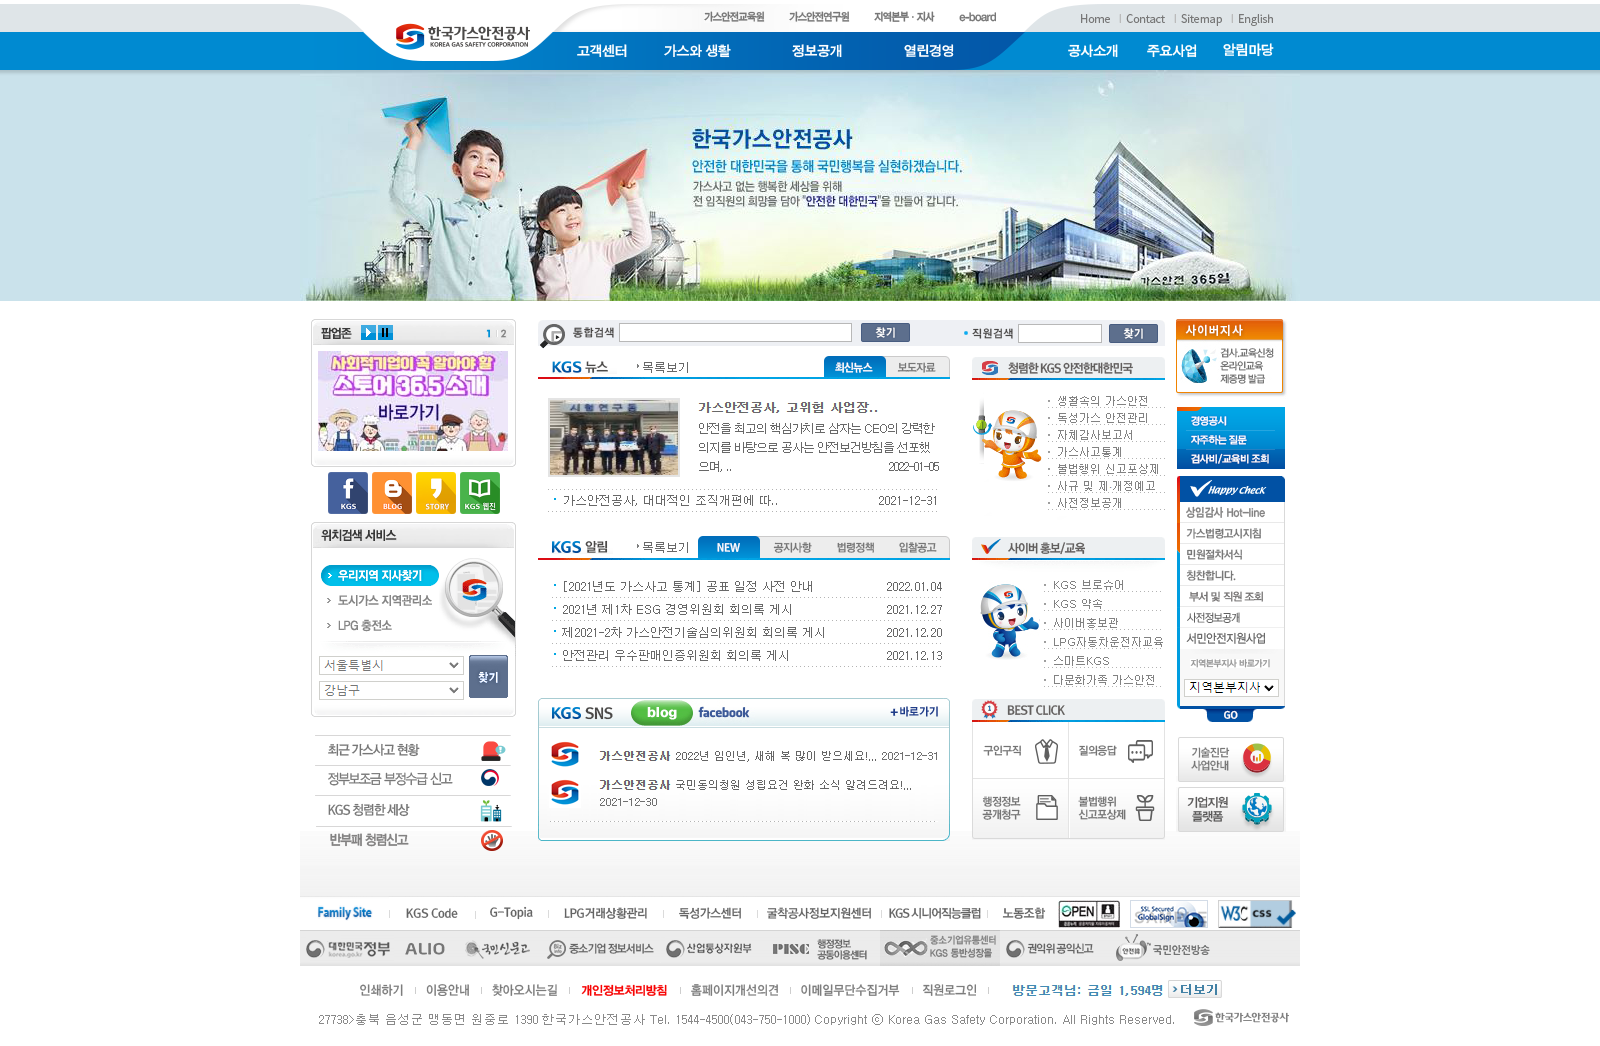 가스안전교육원 가스안전연구원 지역본부·지사 e-board
Home | Contact | Sitemap | English
한국가스안전공사
KOREA GAS SAFETY CORPORATION
고객센터 가스와 생활 정보공개 열린경영 공사소개 주요사업 알림마당
한국가스안전공사
안전한 대한민국을 통해 국민행복을 실현하겠습니다.
가스사고 없는 행복한 세상을 위해
전 임직원의 희망을 담아 "안전한 대한민국"을 만들어 갑니다.
가스안전 365일
팝업존 1 | 2
사회적기업이 꼭 알아야 할
스토어 36.5 소개
바로가기
KGS BLOG STORY KGS 웹진
위치검색 서비스
우리지역 지사찾기
도시가스 지역관리소
LPG 충전소
서울특별시
강남구
찾기
최근 가스사고 현황
정부보조금 부정수급 신고
KGS 청렴한 세상
반부패 청렴신고
통합검색 찾기 직원검색 찾기
KGS 뉴스 목록보기 최신뉴스 보도자료
시험연구동
가스안전공사, 고위험 사업장..
안전을 최고의 핵심가치로 삼자는 CEO의 강력한
의지를 바탕으로 공사는 안전보건방침을 선포했
으며, .. 2022-01-05
가스안전공사, 대대적인 조직개편에 따.. 2021-12-31
KGS 알림 목록보기 NEW 공지사항 법령정책 입찰공고
[2021년도 가스사고 통계] 공표 일정 사전 안내 2022.01.04
2021년 제1차 ESG 경영위원회 회의록 게시 2021.12.27
제2021-2차 가스안전기술심의위원회 회의록 게시 2021.12.20
안전관리 우수판매인증위원회 회의록 게시 2021.12.13
KGS SNS blog facebook +바로가기
가스안전공사 2022년 임인년, 새해 복 많이 받으세요!... 2021-12-31
가스안전공사 국민동의청원 성립요건 완화 소식 알려드려요!...
2021-12-30
청렴한 KGS 안전한대한민국
생활속의 가스안전
독성가스 안전관리
자체감사보고서
가스사고통계
불법행위 신고포상제
사규 및 제·개정예고
사전정보공개
사이버 홍보/교육
KGS 브로슈어
KGS 약속
사이버홍보관
LPG자동차운전자교육
스마트KGS
다문화가족 가스안전
BEST CLICK
구인구직 질의응답
행정정보
공개청구
불법행위
신고포상제
사이버지사
검사,교육신청
온라인교육
제증명 발급
경영공시
자주하는 질문
검사비/교육비 조회
Happy Check
상임감사 Hot-line
가스법령고시지침
민원절차서식
칭찬합니다.
부서 및 직원 조회
사전정보공개
서민안전지원사업
지역본부지사 바로가기
지역본부지사
GO
기술진단
사업안내
기업지원
플랫폼
Family Site KGS Code G-Topia LPG거래상황관리 독성가스센터 굴착공사정보지원센터 KGS 시니어직능클럽 노동조합 OPEN SSL Secured GlobalSign W3C css
대한민국정부 korea.go.kr ALIO 국민신문고 중소기업 정보서비스 산업통상자원부 PISC 행정정보 공동이용센터 중소기업유통센터 KGS 동반성장몰 권익위 공익신고 안전韓 국민안전방송
인쇄하기 이용안내 찾아오시는길 개인정보처리방침 홈페이지개선의견 이메일무단수집거부 직원로그인 방문고객님: 금일 1,594명 더보기
27738>충북 음성군 맹동면 원중로 1390 한국가스안전공사 Tel. 1544-4500(043-750-1000) Copyright ⓒ Korea Gas Safety Corporation. All Rights Reserved. 한국가스안전공사